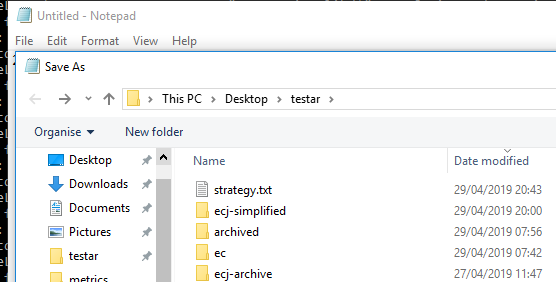 Untitled - Notepad
File Edit Format View Help
Save As
This PC > Desktop > testar >
Organise New folder
Name Date modified
Desktop
Downloads
Documents
Pictures
testar
metrics
strategy.txt 29/04/2019 20:43
ecj-simplified 29/04/2019 20:00
archived 29/04/2019 07:56
ec 29/04/2019 07:42
ecj-archive 27/04/2019 11:47